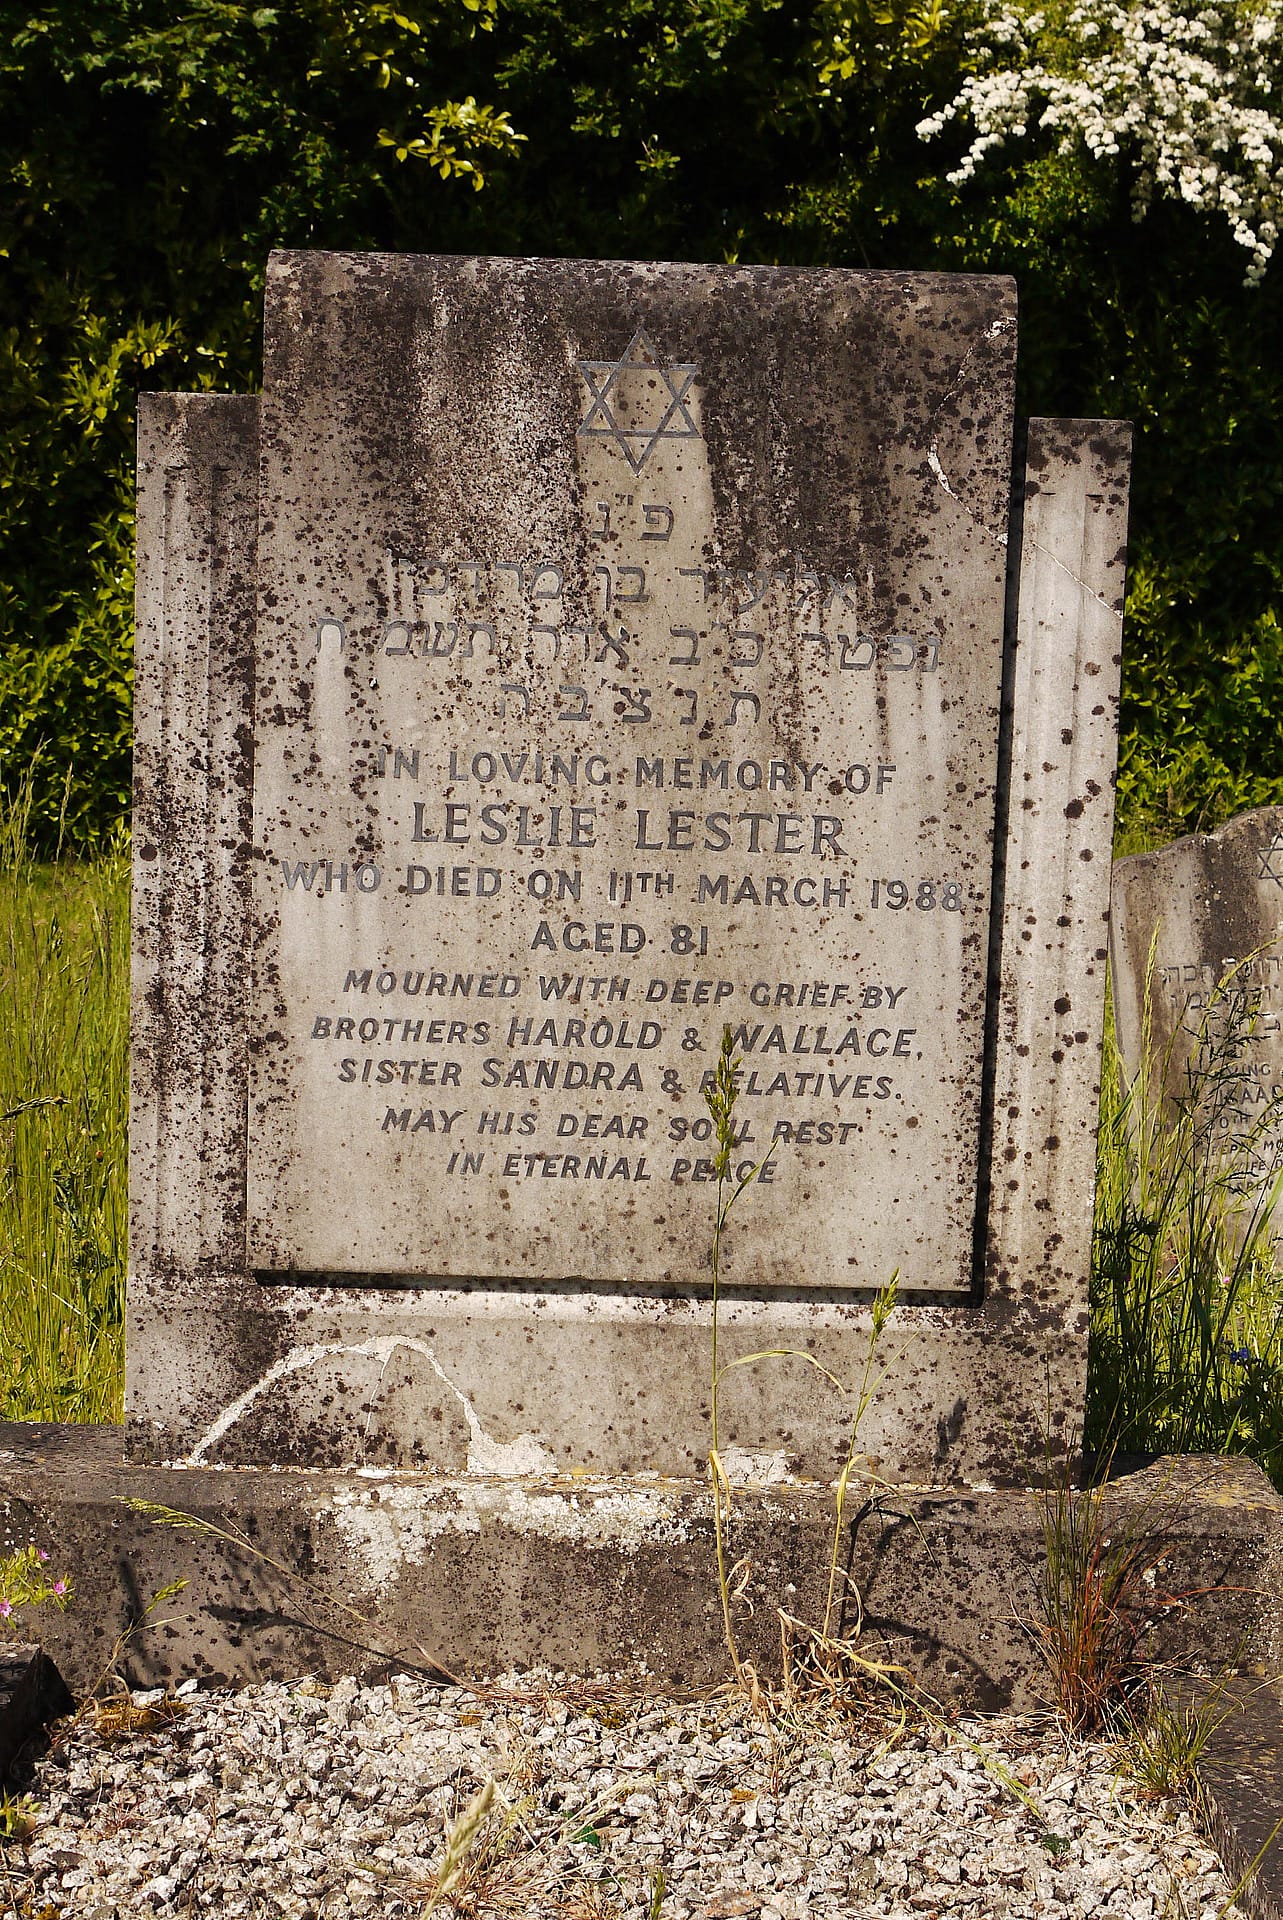 פ"נ
אליעזר בן מרדכי
נפטר כ"ב אדר תשמ"ח
ת'נ'צ'ב'ה
IN LOVING MEMORY OF
LESLIE LESTER
WHO DIED ON 11TH MARCH 1988
AGED 81
MOURNED WITH DEEP GRIEF BY
BROTHERS HAROLD & WALLACE,
SISTER SANDRA & RELATIVES.
MAY HIS DEAR SOUL REST
IN ETERNAL PEACE